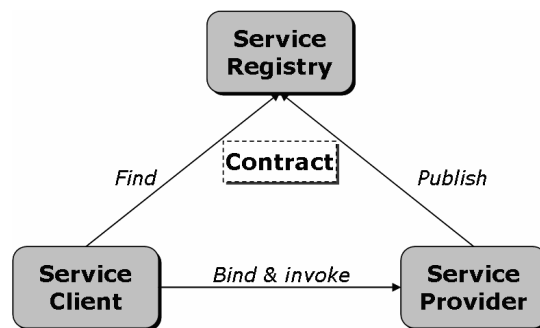 Service
Registry
Contract
Find
Publish
Service
Client
Bind & invoke
Service
Provider